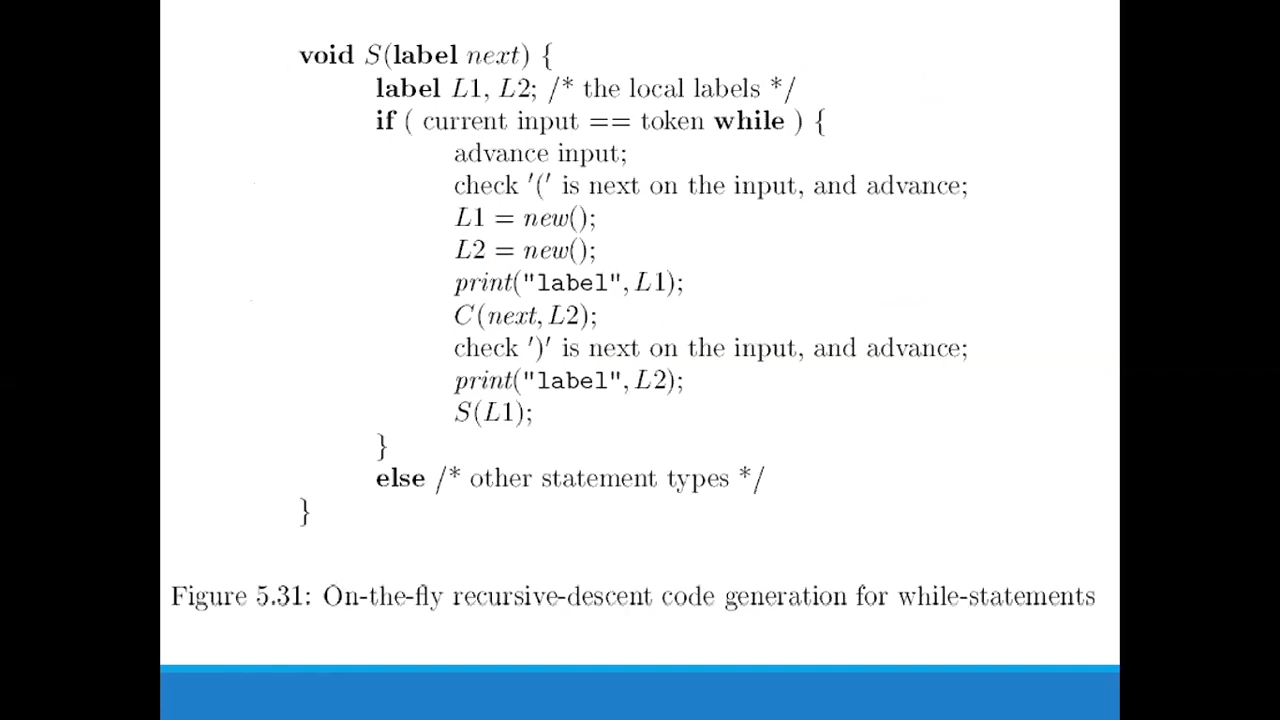 void S(label next) {
label L1, L2; /* the local labels */
if ( current input == token while ) {
advance input;
check '(' is next on the input, and advance;
L1 = new();
L2 = new();
print("label", L1);
C(next, L2);
check ')' is next on the input, and advance;
print("label", L2);
S(L1);
}
else /* other statement types */
}
Figure 5.31: On-the-fly recursive-descent code generation for while-statements